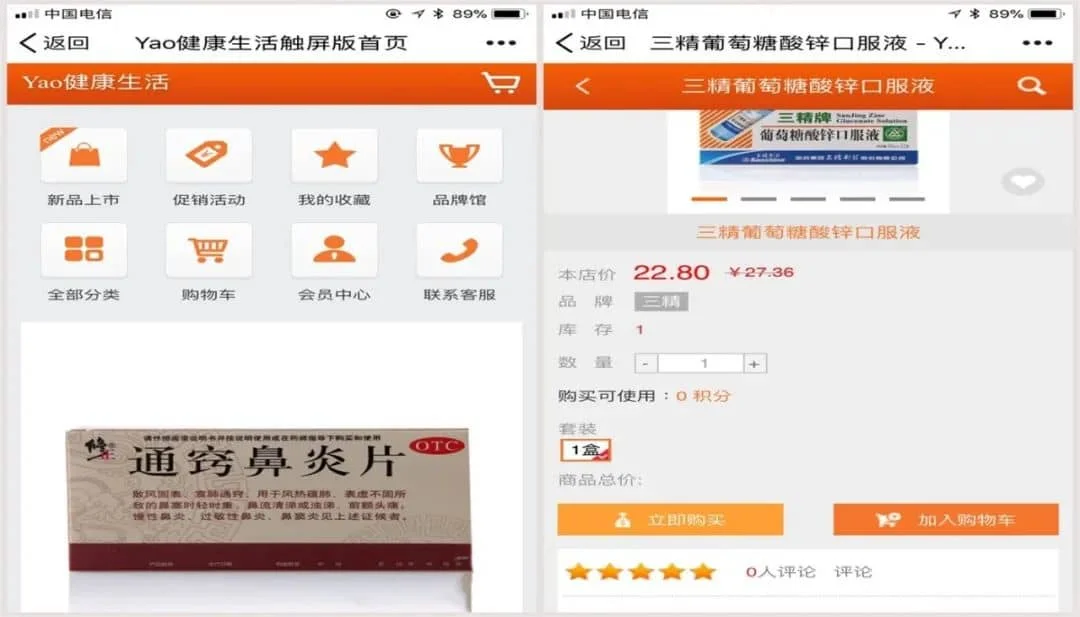 中国电信
89%
返回
Yao健康生活触屏版首页
Yao健康生活
new
新品上市
促销活动
我的收藏
品牌馆
全部分类
购物车
会员中心
联系客服
修正
请仔细阅读说明书并按说明使用或在药师指导下购买和使用
OTC
通窍鼻炎片
散风固表，宣肺通窍。用于风热蕴肺、表虚不固所
致的鼻塞时轻时重、鼻流清涕或浊涕、前额头痛；
慢性鼻炎、过敏性鼻炎、鼻窦炎见上述证候者。
中国电信
89%
返回
三精葡萄糖酸锌口服液 - Y...
三精葡萄糖酸锌口服液
三精牌
SanJing Zinc
Gluconate Solution
葡萄糖酸锌口服液
三精葡萄糖酸锌口服液
本店价 22.80 ¥27.36
品 牌 三精
库 存 1
数 量 - 1 +
购买可使用：0 积分
套装
1盒
商品总价:
立即购买
加入购物车
0人评论 评论